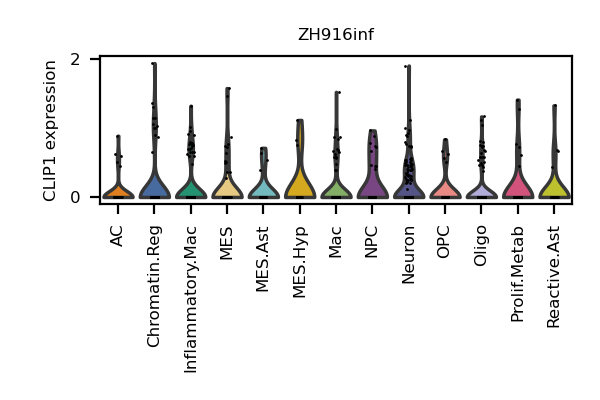 ZH916inf
CLIP1 expression
2
0
AC
Chromatin.Reg
Inflammatory.Mac
MES
MES.Ast
MES.Hyp
Mac
NPC
Neuron
OPC
Oligo
Prolif.Metab
Reactive.Ast